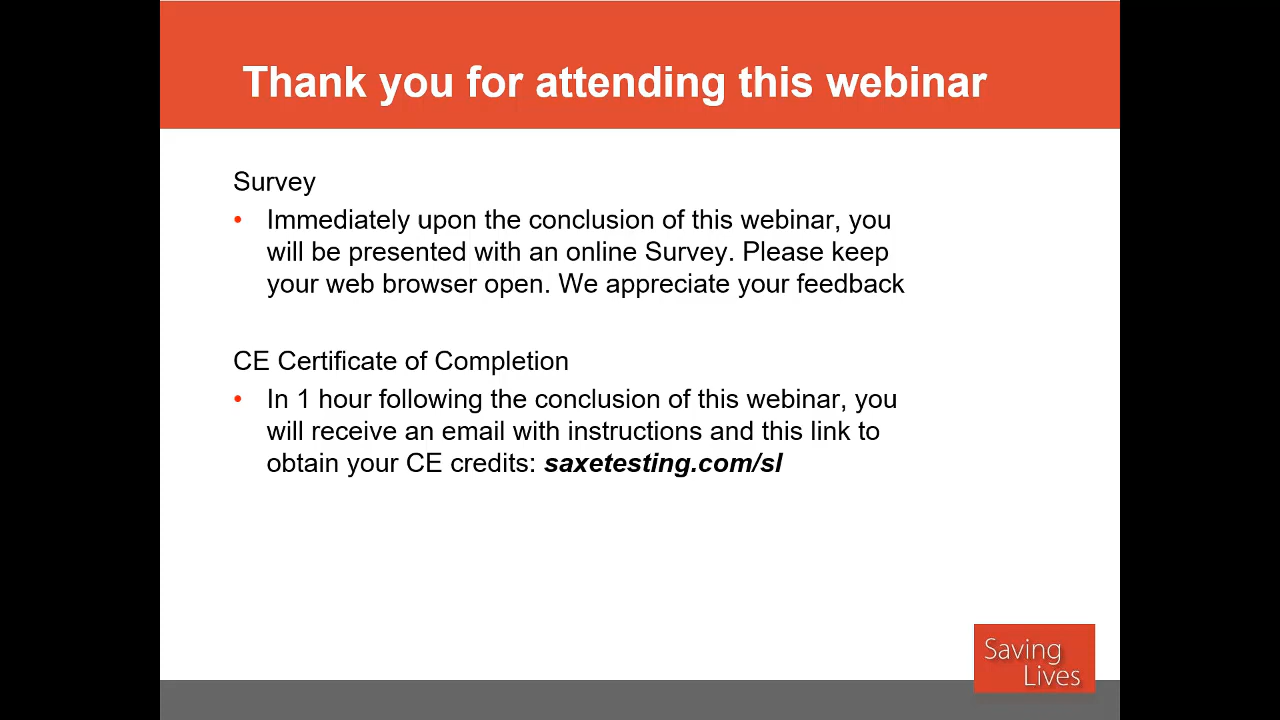 Thank you for attending this webinar
Survey
• Immediately upon the conclusion of this webinar, you
will be presented with an online Survey. Please keep
your web browser open. We appreciate your feedback
CE Certificate of Completion
• In 1 hour following the conclusion of this webinar, you
will receive an email with instructions and this link to
obtain your CE credits: saxetesting.com/sl
Saving
Lives